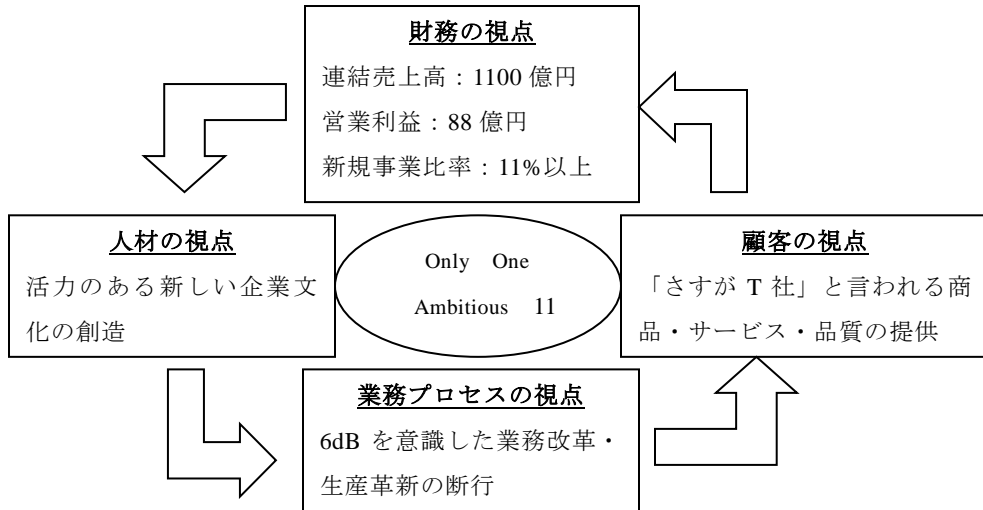 財務の視点
連結売上高：1100 億円
営業利益：88 億円
新規事業比率：11%以上
人材の視点
活力のある新しい企業文
化の創造
Only One
Ambitious 11
顧客の視点
「さすが T 社」と言われる商
品・サービス・品質の提供
業務プロセスの視点
6dB を意識した業務改革・
生産革新の断行